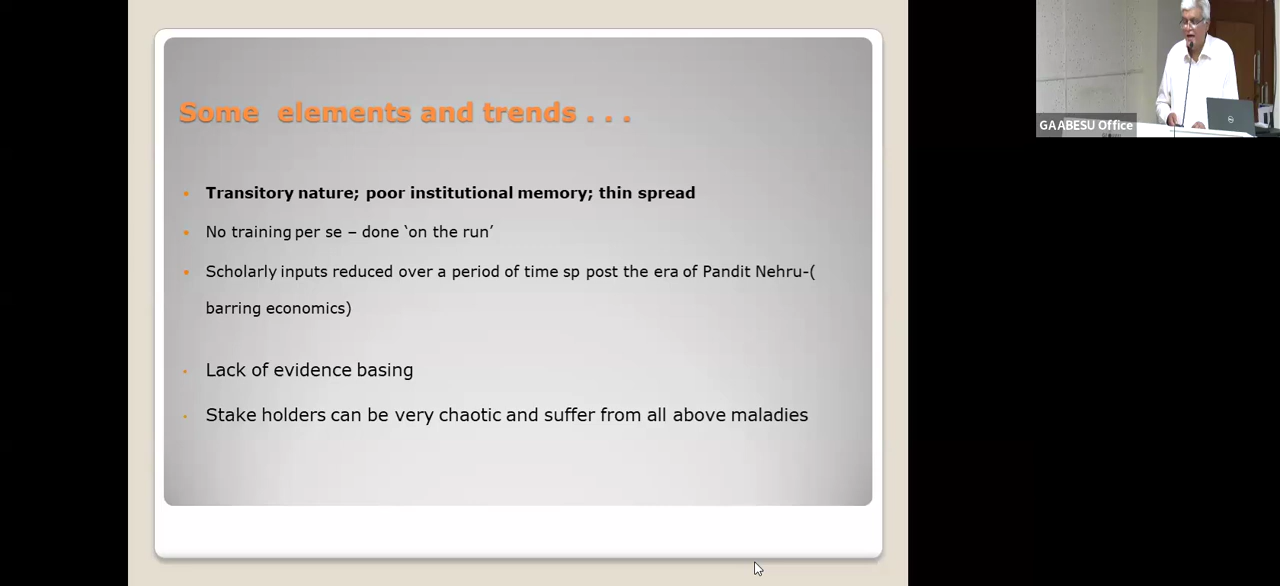 Some elements and trends . . .
Transitory nature; poor institutional memory; thin spread
No training per se – done ‘on the run’
Scholarly inputs reduced over a period of time sp post the era of Pandit Nehru-(
barring economics)
Lack of evidence basing
Stake holders can be very chaotic and suffer from all above maladies
GAABESU Office